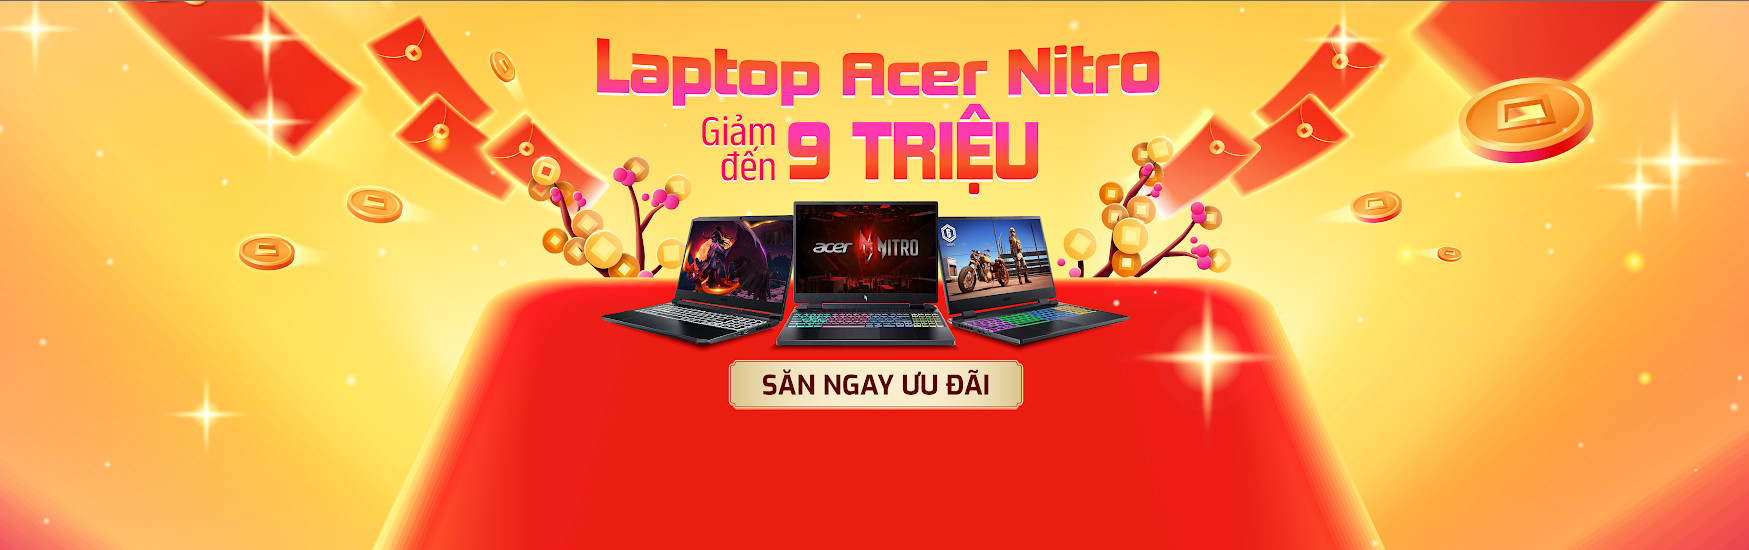 Laptop Acer Nitro
Giảm đến 9 TRIỆU
acer NITRO
SĂN NGAY ƯU ĐÃI